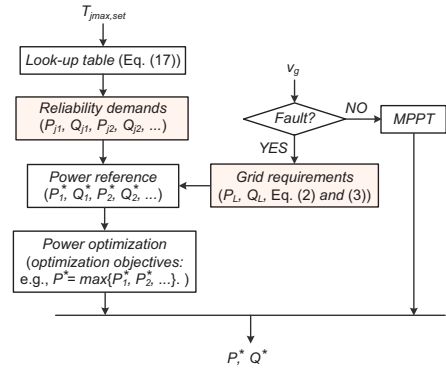 T_jmax,set
Look-up table (Eq. (17))
Reliability demands
(P_j1, Q_j1, P_j2, Q_j2, ...)
v_g
Fault?
NO
MPPT
YES
Power reference
(P_1^*, Q_1^*, P_2^*, Q_2^*, ...)
Grid requirements
(P_L, Q_L, Eq. (2) and (3))
Power optimization
(optimization objectives:
e.g., P^*= max{P_1^*, P_2^*, ...}. )
P,^* Q^*